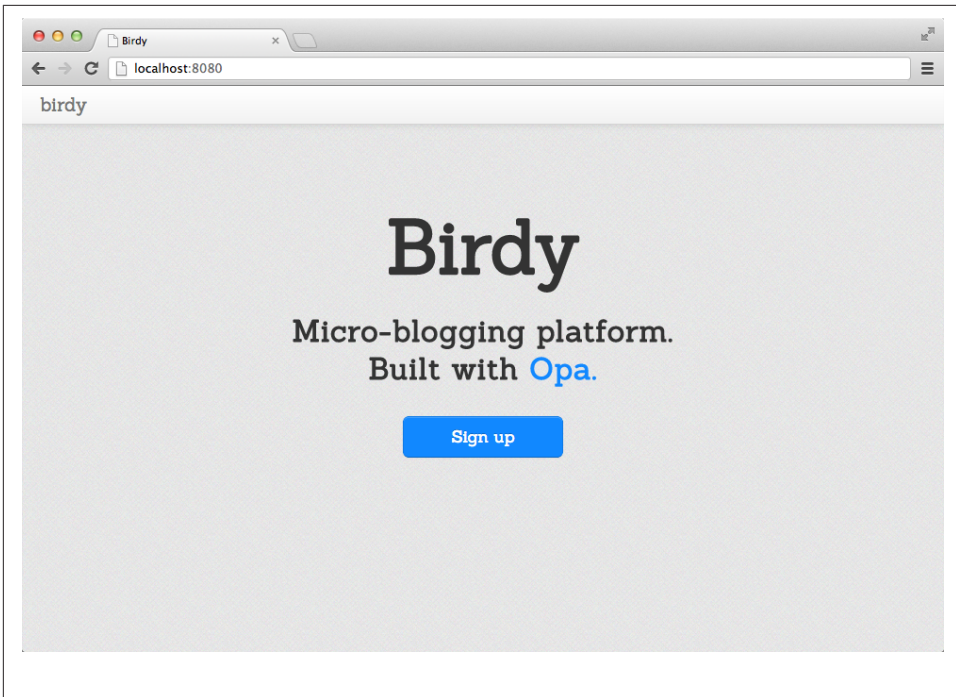 Birdy
localhost:8080
birdy
Birdy
Micro-blogging platform.
Built with Opa.
Sign up